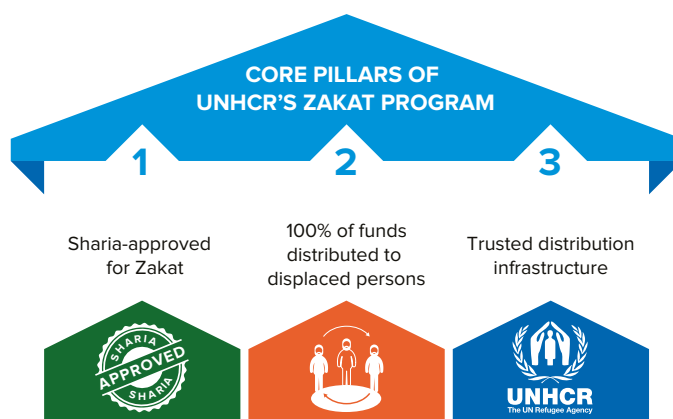 CORE PILLARS OF
UNHCR'S ZAKAT PROGRAM
1
2
3
Sharia-approved
for Zakat
100% of funds
distributed to
displaced persons
Trusted distribution
infrastructure
SHARIA
APPROVED
SHARIA
UNHCR
The UN Refugee Agency